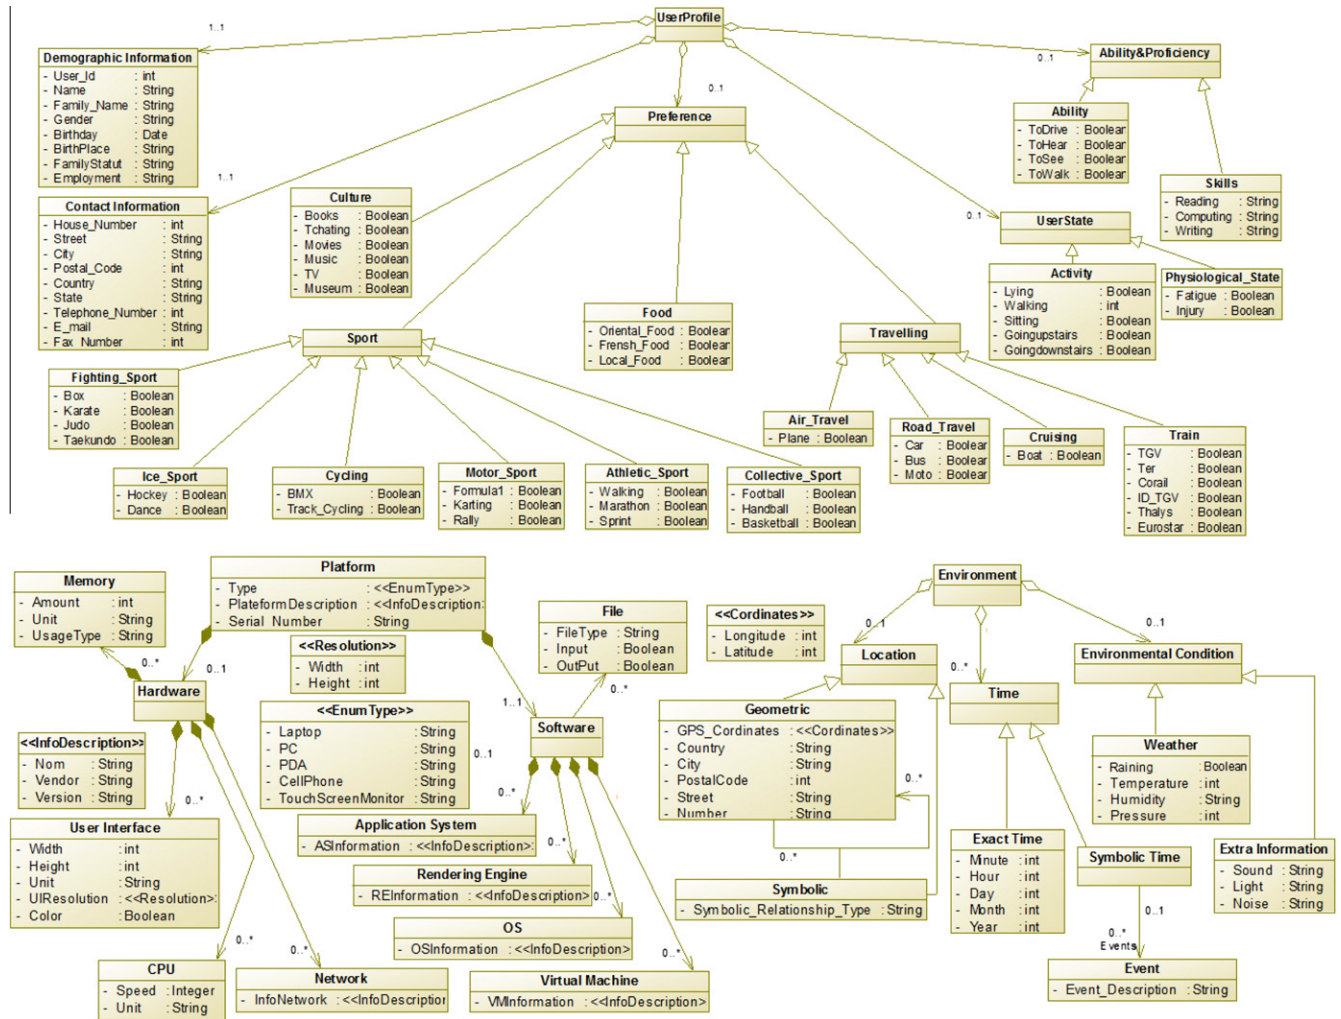 UserProfile
1..1
0..1
0..1
Demographic Information
- User_Id : int
- Name : String
- Family_Name : String
- Gender : String
- Birthday : Date
- BirthPlace : String
- FamilyStatut : String
- Employment : String
Ability&Proficiency
Preference
Ability
- ToDrive : Boolean
- ToHear : Boolean
- ToSee : Boolean
- ToWalk : Boolean
1..1
Skills
- Reading : String
- Computing : String
- Writing : String
Contact Information
- House_Number : int
- Street : String
- City : String
- Postal_Code : int
- Country : String
- State : String
- Telephone_Number : int
- E_mail : String
- Fax_Number : int
Culture
- Books : Boolean
- Tchating : Boolean
- Movies : Boolean
- Music : Boolean
- TV : Boolean
- Museum : Boolean
0..1
UserState
Activity
- Lying : Boolean
- Walking : int
- Sitting : Boolean
- Goingupstairs : Boolean
- Goingdownstairs : Boolean
Physiological_State
- Fatigue : Boolean
- Injury : Boolean
Food
- Oriental_Food : Boolean
- Frensh_Food : Boolean
- Local_Food : Boolean
Sport
Travelling
Fighting_Sport
- Box : Boolean
- Karate : Boolean
- Judo : Boolean
- Taekundo : Boolean
Air_Travel
- Plane : Boolean
Road_Travel
- Car : Boolear
- Bus : Boolear
- Moto : Boolear
Cruising
- Boat : Boolean
Train
- TGV : Boolean
- Ter : Boolean
- Corail : Boolean
- ID_TGV : Boolean
- Thalys : Boolean
- Eurostar : Boolean
Ice_Sport
- Hockey : Boolean
- Dance : Boolean
Cycling
- BMX : Boolean
- Track_Cycling : Boolean
Motor_Sport
- Formula1 : Boolean
- Karting : Boolean
- Rally : Boolean
Athletic_Sport
- Walking : Boolean
- Marathon : Boolean
- Sprint : Boolean
Collective_Sport
- Football : Boolean
- Handball : Boolean
- Basketball : Boolean
Memory
- Amount : int
- Unit : String
- UsageType : String
Platform
- Type : <<EnumType>>
- PlateformDescription : <<InfoDescription:
- Serial_Number : String
File
- FileType : String
- Input : Boolean
- OutPut : Boolean
<<Cordinates>>
- Longitude : int
- Latitude : int
Environment
0..1
0..1
0..*
0..1
<<Resolution>>
- Width : int
- Height : int
0..*
Location
0..*
Environmental Condition
Hardware
1..1
Software
Time
<<EnumType>>
- Laptop : String
- PC : String
- PDA : String
- CellPhone : String
- TouchScreenMonitor : String
<<InfoDescription>>
- Nom : String
- Vendor : String
- Version : String
Geometric
- GPS_Cordinates : <<Cordinates>>
- Country : String
- City : String
- PostalCode : int
- Street : String
- Number : String
Weather
- Raining : Boolean
- Temperature : int
- Humidity : String
- Pressure : int
0..1
0..*
0..*
0..*
User Interface
- Width : int
- Height : int
- Unit : String
- UIResolution : <<Resolution>:
- Color : Boolean
Application System
- ASInformation : <<InfoDescription>:
0..*
Rendering Engine
- REInformation : <<InfoDescription>
0..*
0..*
Exact Time
- Minute : int
- Hour : int
- Day : int
- Month : int
- Year : int
Symbolic Time
Extra Information
- Sound : String
- Light : String
- Noise : String
Symbolic
- Symbolic_Relationship_Type : String
OS
- OSInformation : <<InfoDescription>
0..1
0..*
Events
0..*
0..*
0..*
CPU
- Speed : Integer
- Unit : String
Network
- InfoNetwork : <<InfoDescription
Virtual Machine
- VMInformation : <<InfoDescription>
Event
- Event_Description : String